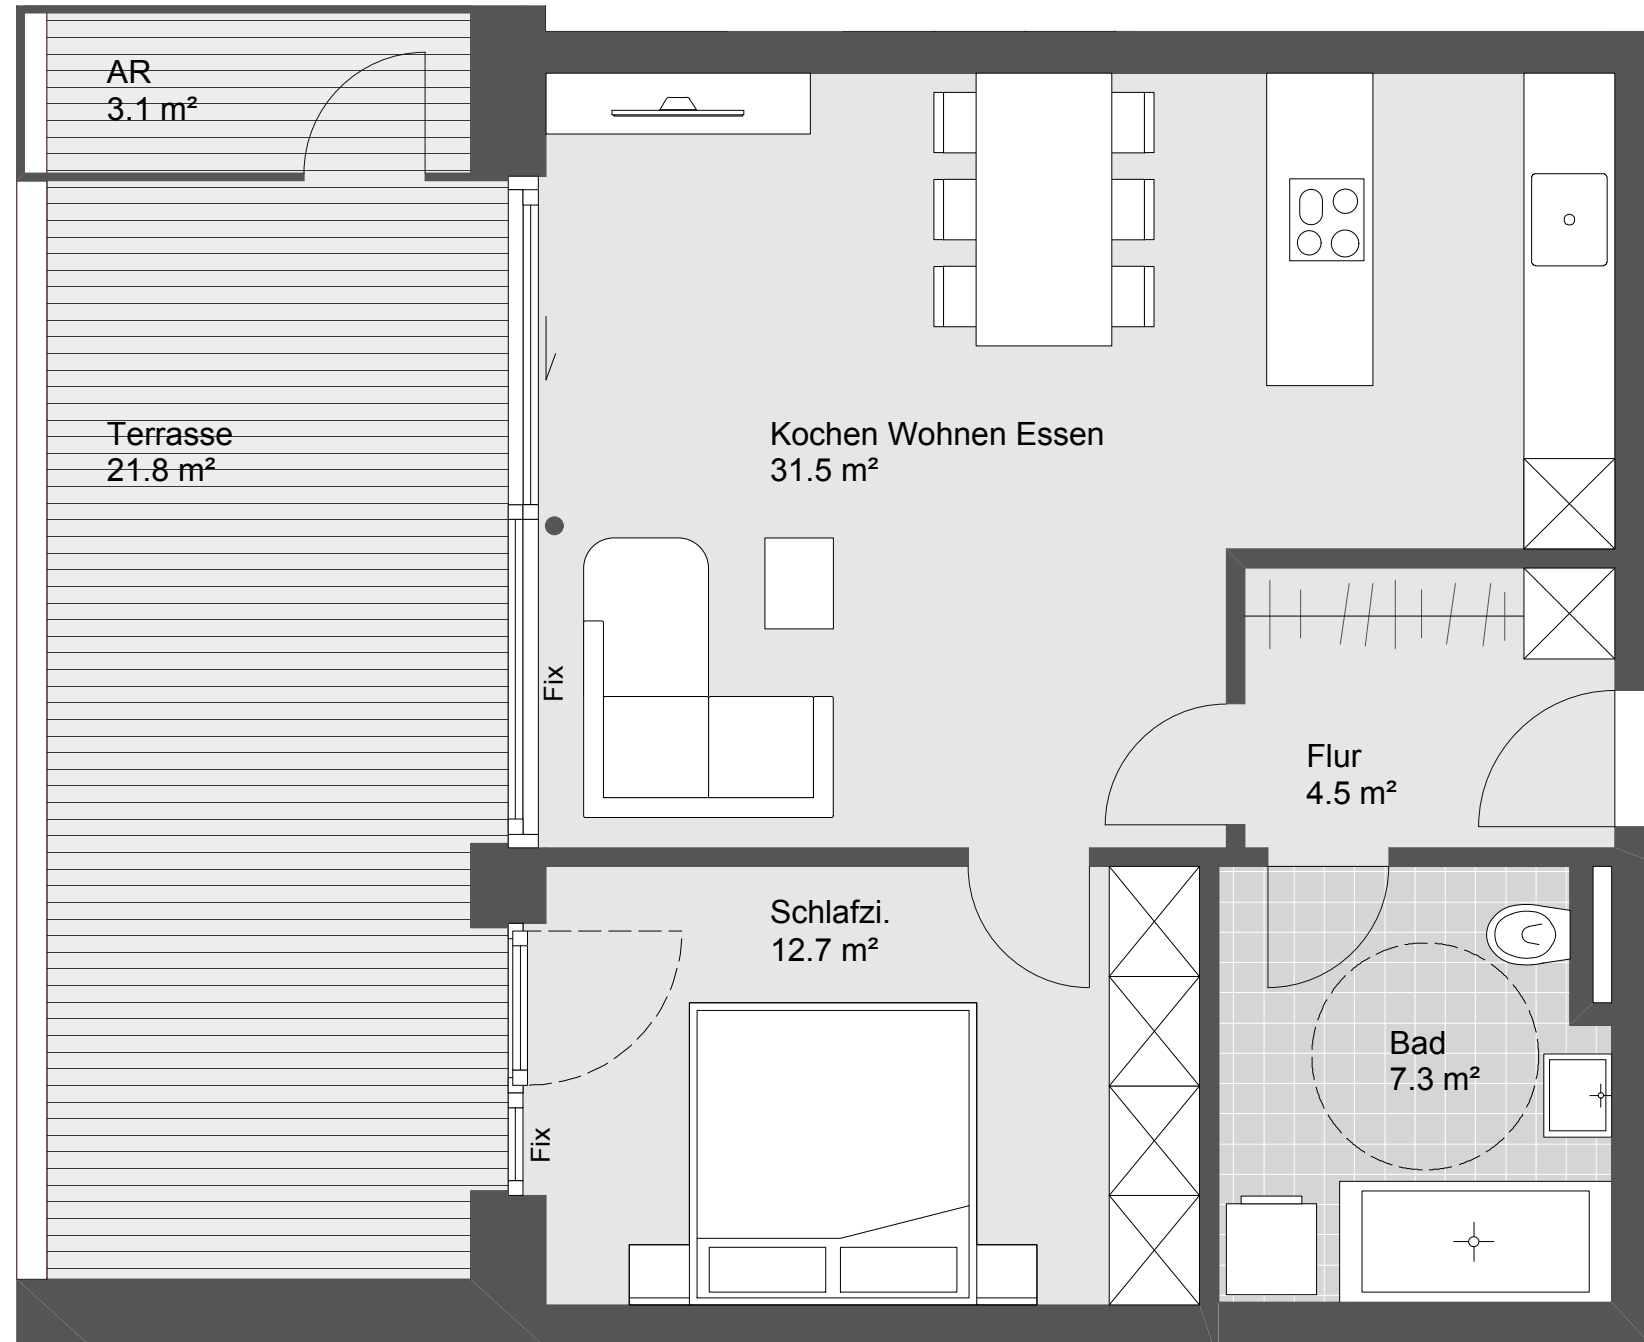 AR
3.1 m²
Terrasse
21.8 m²
Kochen Wohnen Essen
31.5 m²
Fix
Flur
4.5 m²
Schlafzi.
12.7 m²
Bad
7.3 m²
Fix